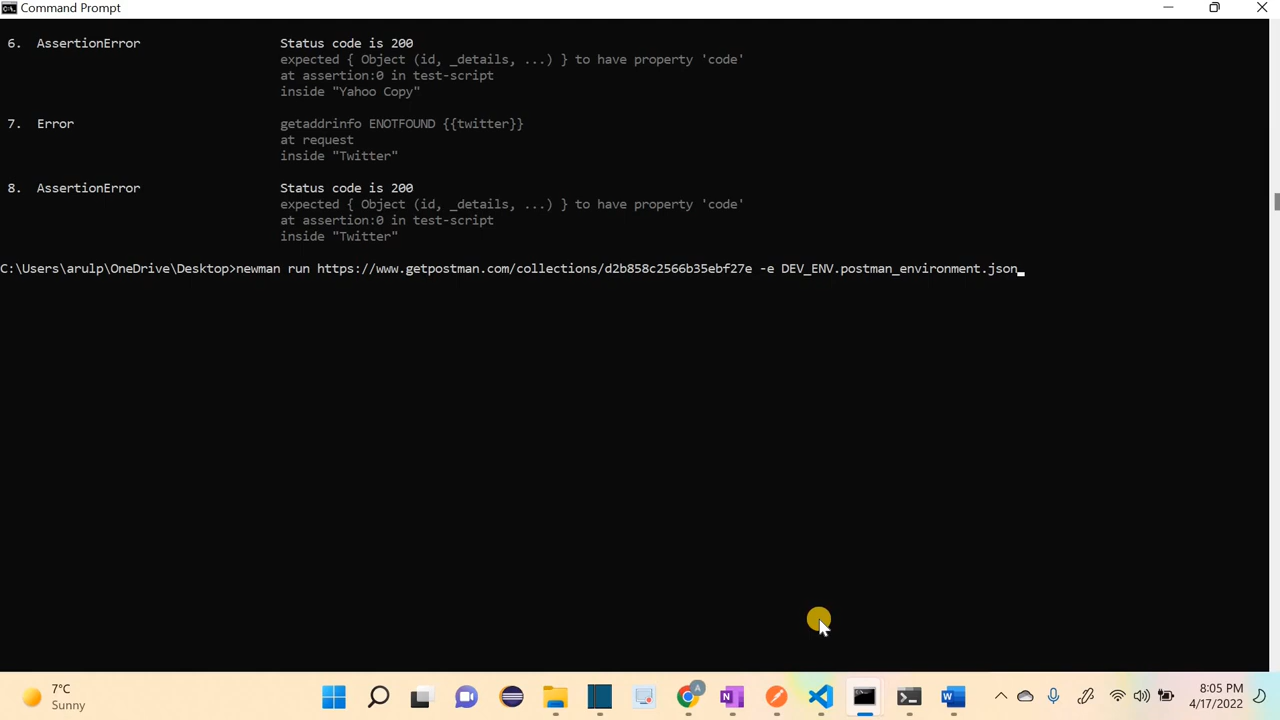 Command Prompt
6. AssertionError Status code is 200
expected { Object (id, _details, ...) } to have property 'code'
at assertion:0 in test-script
inside "Yahoo Copy"
7. Error getaddrinfo ENOTFOUND {{twitter}}
at request
inside "Twitter"
8. AssertionError Status code is 200
expected { Object (id, _details, ...) } to have property 'code'
at assertion:0 in test-script
inside "Twitter"
C:\Users\arulp\OneDrive\Desktop>newman run https://www.getpostman.com/collections/d2b858c2566b35ebf27e -e DEV_ENV.postman_environment.json
7°C
Sunny
8:05 PM
4/17/2022